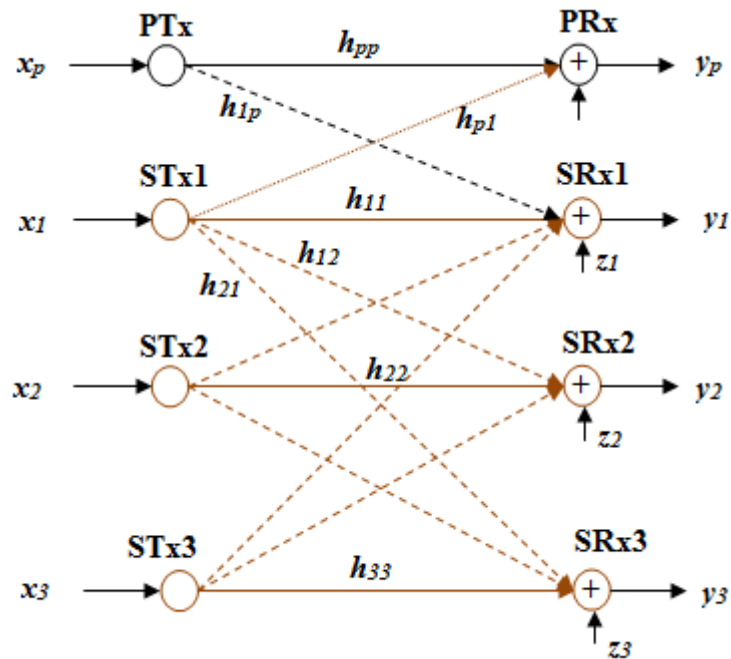 PTx PRx
xp hpp yp
h1p hp1
STx1 SRx1
x1 h11 + y1
h12 z1
h21
STx2 SRx2
x2 h22 + y2
z2
STx3 SRx3
x3 h33 + y3
z3